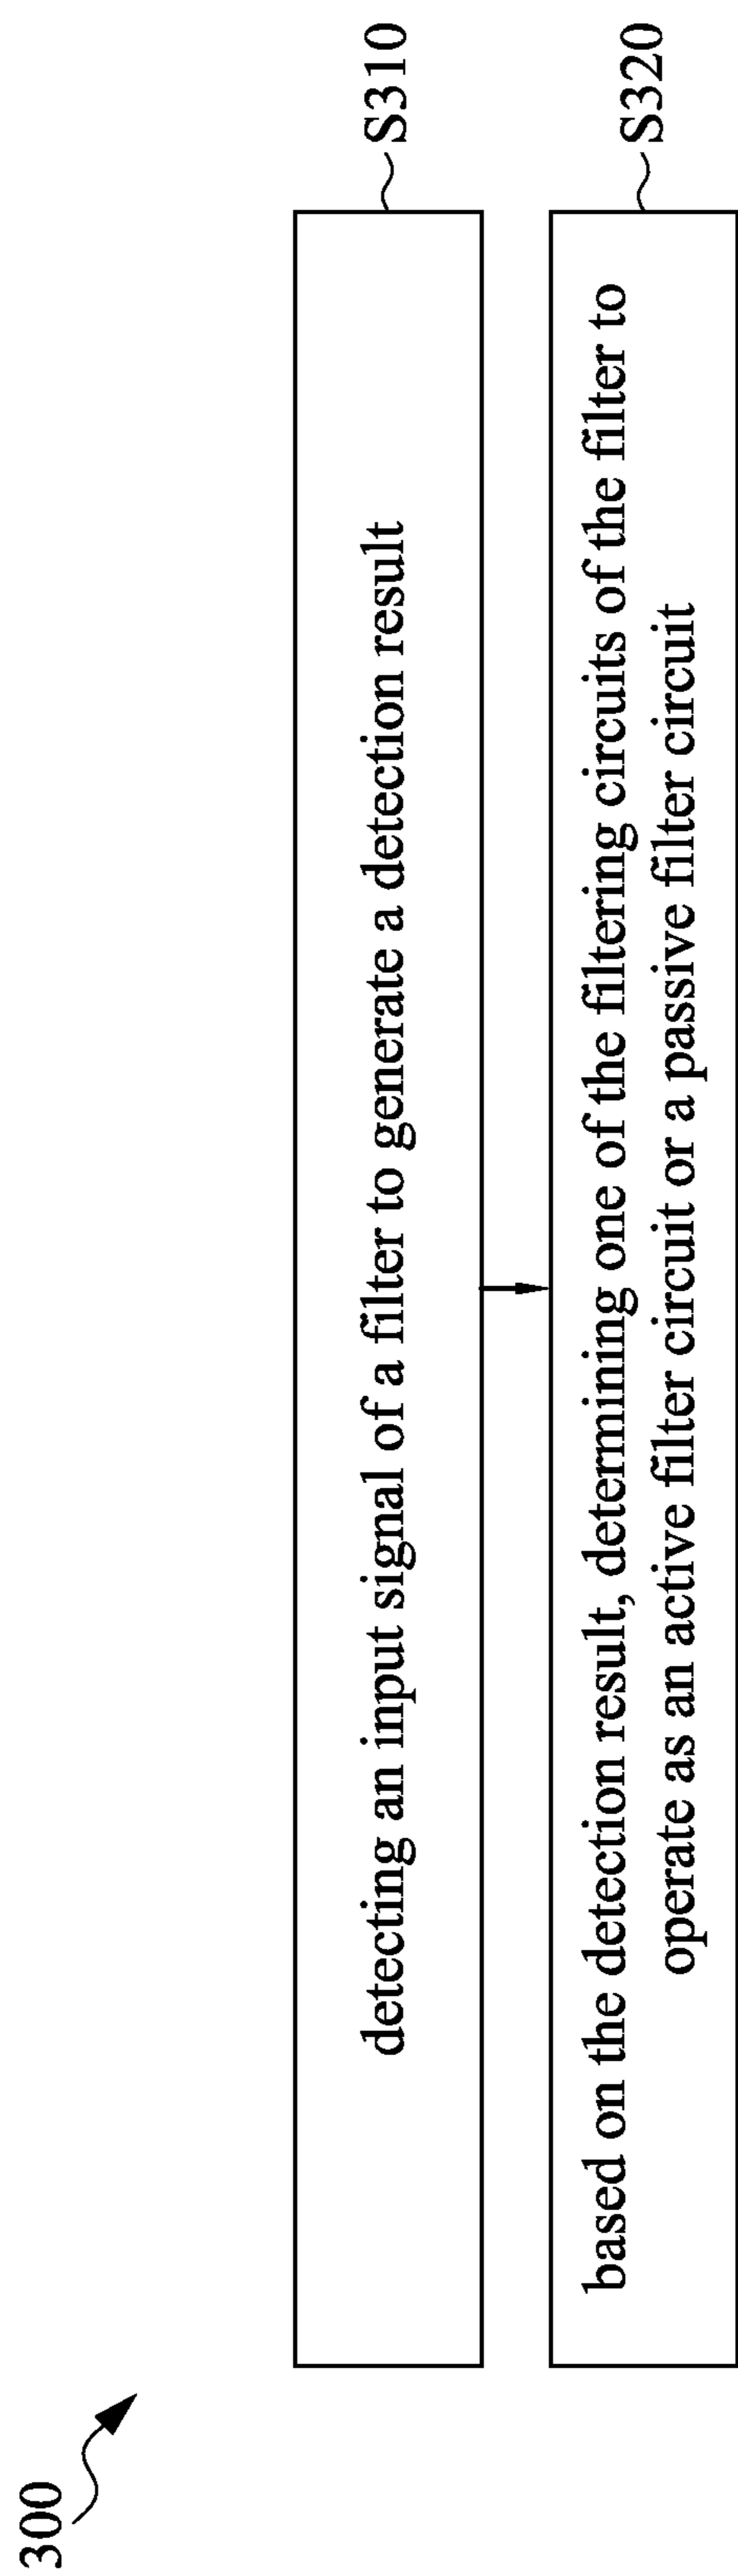 300
detecting an input signal of a filter to generate a detection result
S310
based on the detection result, determining one of the filtering circuits of the filter to
operate as an active filter circuit or a passive filter circuit
S320